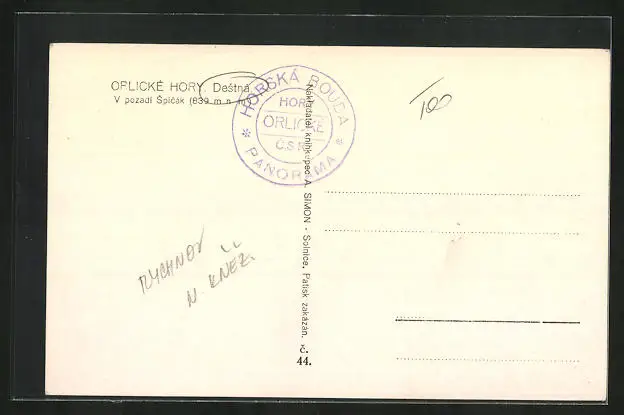 ORLICKÉ HORY. Deštná
V pozadí Špičák (839 m n. m.)
HORSKÁ BOUDA
HORY
ORLICKÉ
Č.S.R.
* PANORAMA *
100
RYCHNOV
N. KNĚŽ.
Nakladatel knihkupec A. SIMON - Solnice. Patisk zakázán.
č.
44.